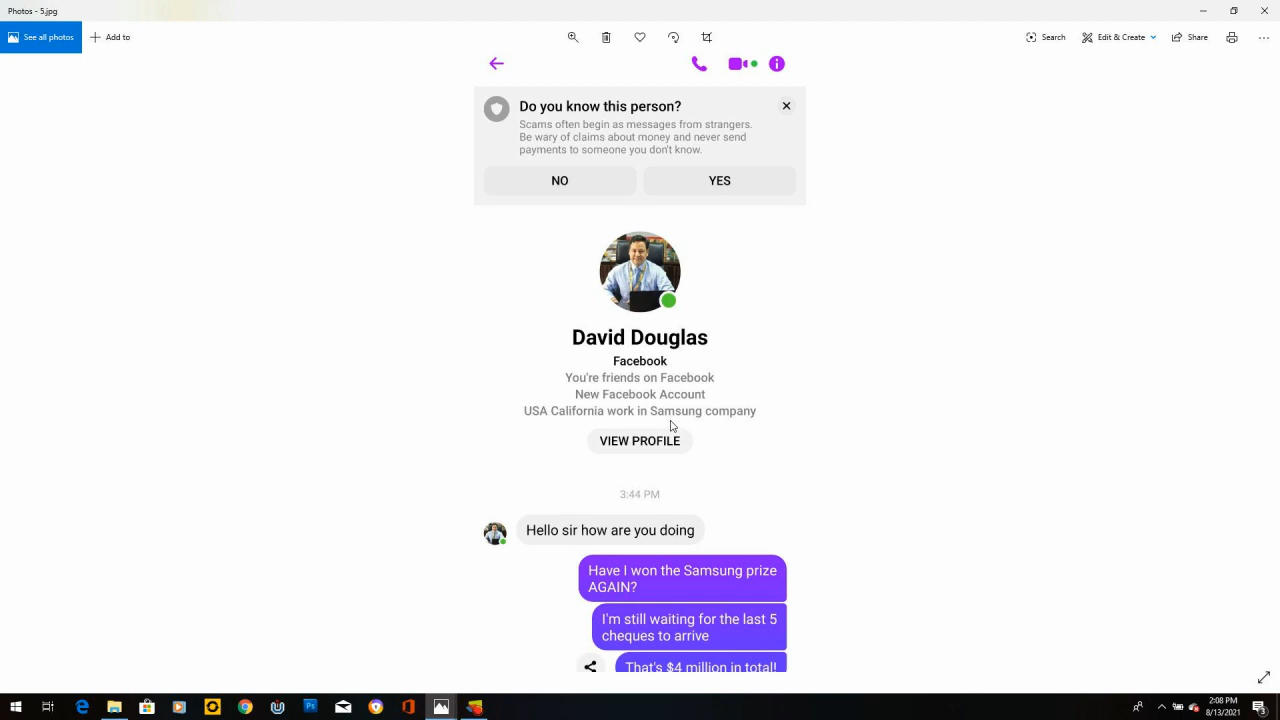 Photos - 5.jpg
See all photos
Add to
Search
Edit & Create
Share
Do you know this person?
Scams often begin as messages from strangers.
Be wary of claims about money and never send
payments to someone you don't know.
NO
YES
David Douglas
Facebook
You're friends on Facebook
New Facebook Account
USA California work in Samsung company
VIEW PROFILE
3:44 PM
Hello sir how are you doing
Have I won the Samsung prize
AGAIN?
I'm still waiting for the last 5
cheques to arrive
That's $4 million in total!
2:08 PM
8/13/2021